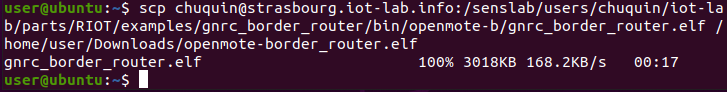 user@ubuntu:~$ scp chuquin@strasbourg.iot-lab.info:/senslab/users/chuquin/iot-la
b/parts/RIOT/examples/gnrc_border_router/bin/openmote-b/gnrc_border_router.elf /
home/user/Downloads/openmote-border_router.elf
gnrc_border_router.elf                        100% 3018KB 168.2KB/s   00:17
user@ubuntu:~$